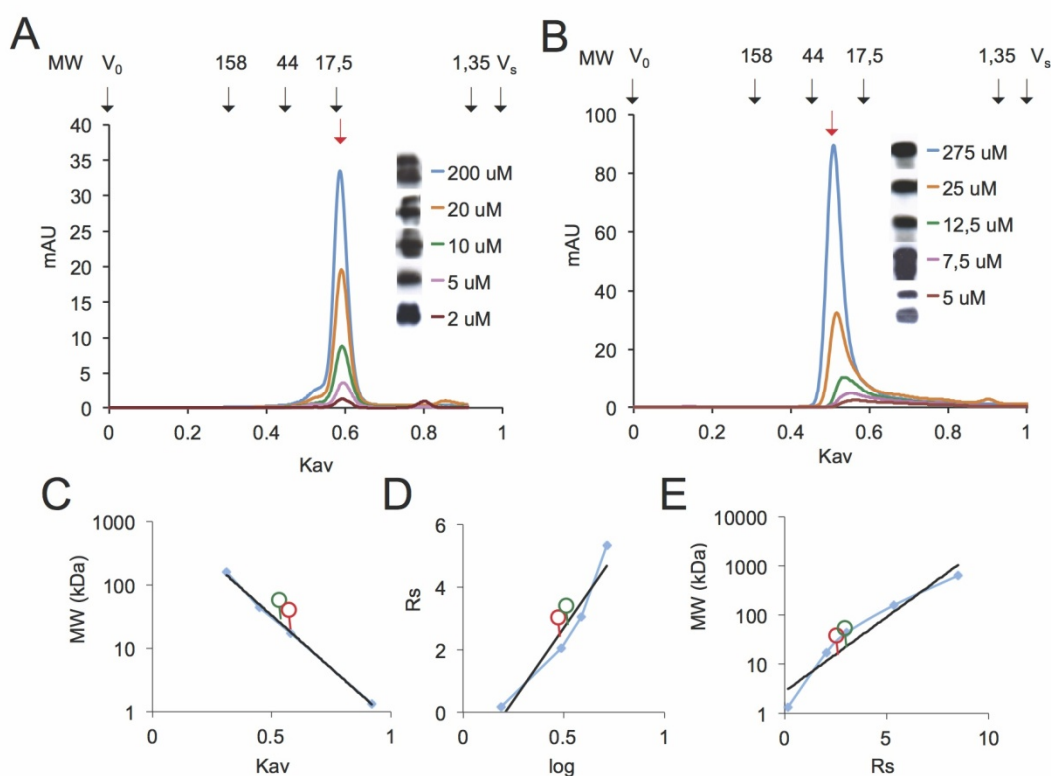 A
MW V0 158 44 17,5 1,35 Vs
40
35
30
25
20
15
10
5
0
mAU
200 uM
20 uM
10 uM
5 uM
2 uM
0 0.2 0.4 0.6 0.8 1
Kav
B
MW V0 158 44 17,5 1,35 Vs
100
80
60
40
20
0
mAU
275 uM
25 uM
12,5 uM
7,5 uM
5 uM
0 0.2 0.4 0.6 0.8 1
Kav
C
1000
100
10
1
MW (kDa)
0 0.5 1
Kav
D
6
4
2
0
Rs
0 0.5 1
log
E
10000
1000
100
10
1
MW (kDa)
0 5 10
Rs